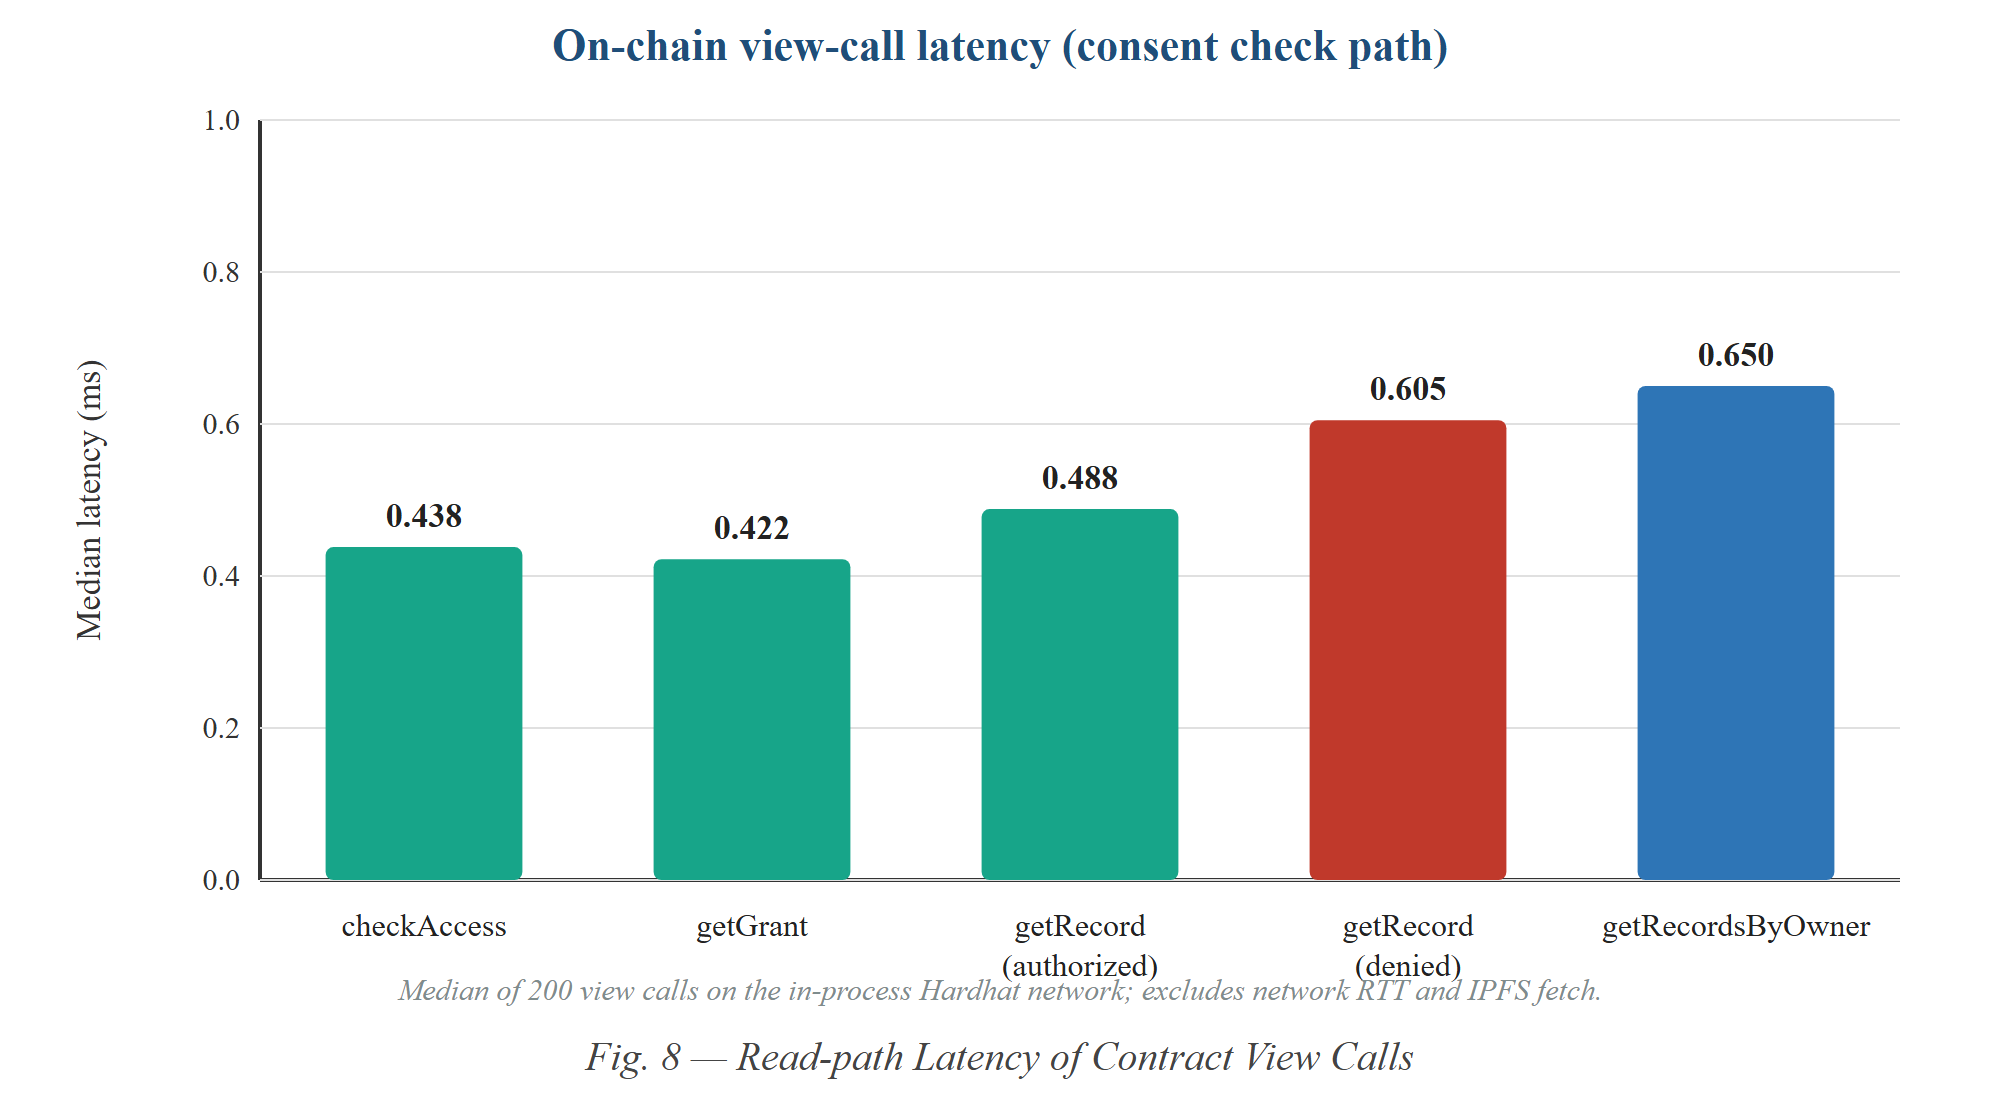 On-chain view-call latency (consent check path)
1.0
0.8
0.6
0.4
0.2
0.0
Median latency (ms)
0.438
0.422
0.488
0.605
0.650
checkAccess
getGrant
getRecord
(authorized)
getRecord
(denied)
getRecordsByOwner
Median of 200 view calls on the in-process Hardhat network; excludes network RTT and IPFS fetch.
Fig. 8 — Read-path Latency of Contract View Calls